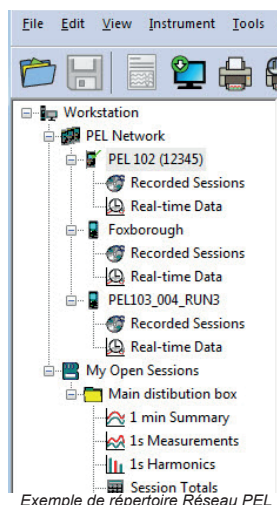 File Edit View Instrument Tools
Workstation
PEL Network
PEL 102 (12345)
Recorded Sessions
Real-time Data
Foxborough
Recorded Sessions
Real-time Data
PEL103_004_RUN3
Recorded Sessions
Real-time Data
My Open Sessions
Main distibution box
1 min Summary
1s Measurements
1s Harmonics
Session Totals
Exemple de répertoire Réseau PEL